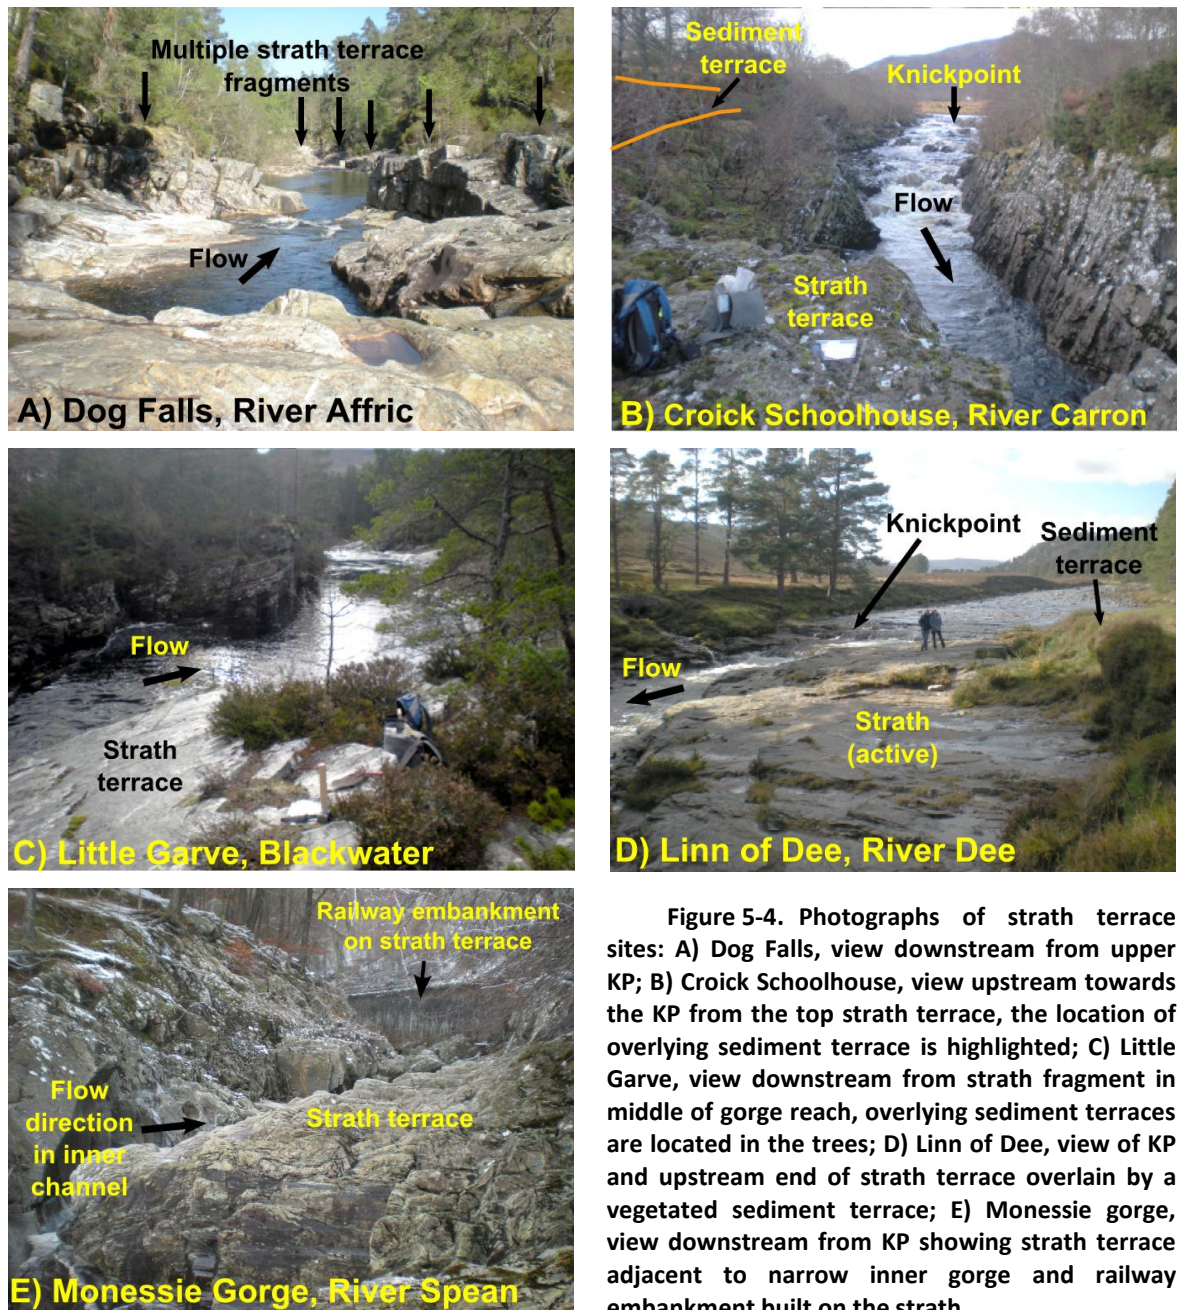 Multiple strath terrace
fragments
Flow
A) Dog Falls, River Affric
Sediment
terrace
Knickpoint
Flow
Strath
terrace
B) Croick Schoolhouse, River Carron
Flow
Strath
terrace
C) Little Garve, Blackwater
Knickpoint
Sediment
terrace
Flow
Strath
(active)
D) Linn of Dee, River Dee
Railway embankment
on strath terrace
Flow
direction
in inner
channel
Strath terrace
E) Monessie Gorge, River Spean
Figure 5-4. Photographs of strath terrace
sites: A) Dog Falls, view downstream from upper
KP; B) Croick Schoolhouse, view upstream towards
the KP from the top strath terrace, the location of
overlying sediment terrace is highlighted; C) Little
Garve, view downstream from strath fragment in
middle of gorge reach, overlying sediment terraces
are located in the trees; D) Linn of Dee, view of KP
and upstream end of strath terrace overlain by a
vegetated sediment terrace; E) Monessie gorge,
view downstream from KP showing strath terrace
adjacent to narrow inner gorge and railway
embankment built on the strath